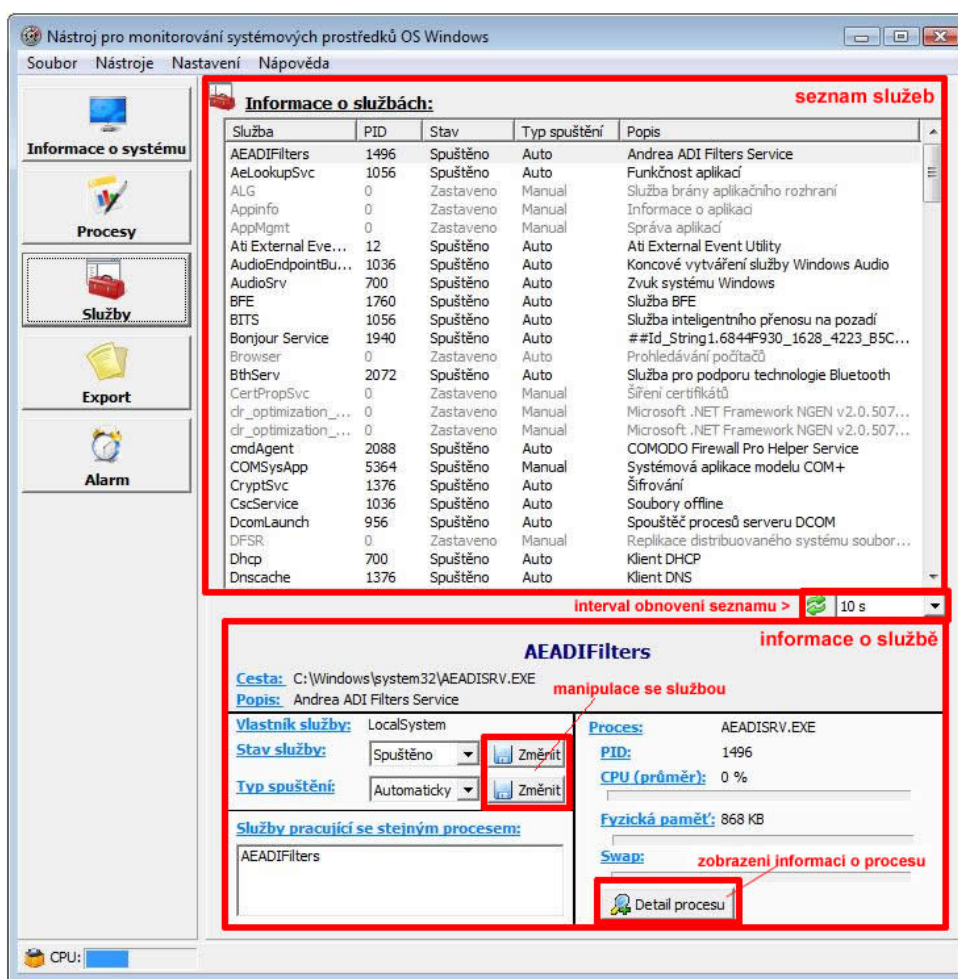 Nástroj pro monitorování systémových prostředků OS Windows
Soubor Nástroje Nastavení Nápověda
Informace o systému
Procesy
Služby
Export
Alarm
Informace o službách:
seznam služeb
Služba PID Stav Typ spuštění Popis
AEADIFilters 1496 Spuštěno Auto Andrea ADI Filters Service
AeLookupSvc 1056 Spuštěno Auto Funkčnost aplikací
ALG 0 Zastaveno Manual Služba brány aplikačního rozhraní
Appinfo 0 Zastaveno Manual Informace o aplikaci
AppMgmt 0 Zastaveno Manual Správa aplikací
Ati External Eve... 12 Spuštěno Auto Ati External Event Utility
AudioEndpointBu... 1036 Spuštěno Auto Koncové vytváření služby Windows Audio
AudioSrv 700 Spuštěno Auto Zvuk systému Windows
BFE 1760 Spuštěno Auto Služba BFE
BITS 1056 Spuštěno Auto Služba inteligentního přenosu na pozadí
Bonjour Service 1940 Spuštěno Auto ##Id_String1.6844F930_1628_4223_B5C...
Browser 0 Zastaveno Auto Prohledávání počítačů
BthServ 2072 Spuštěno Auto Služba pro podporu technologie Bluetooth
CertPropSvc 0 Zastaveno Manual Šíření certifikátů
clr_optimization_... 0 Zastaveno Manual Microsoft .NET Framework NGEN v2.0.507...
clr_optimization_... 0 Zastaveno Manual Microsoft .NET Framework NGEN v2.0.507...
cmdAgent 2088 Spuštěno Auto COMODO Firewall Pro Helper Service
COMSysApp 5364 Spuštěno Manual Systémová aplikace modelu COM+
CryptSvc 1376 Spuštěno Auto Šifrování
CscService 1036 Spuštěno Auto Soubory offline
DcomLaunch 956 Spuštěno Auto Spouštěč procesů serveru DCOM
DFSR 0 Zastaveno Manual Replikace distribuovaného systému soubor...
Dhcp 700 Spuštěno Auto Klient DHCP
Dnscache 1376 Spuštěno Auto Klient DNS
interval obnoveni seznamu > 10 s
informace o službě
AEADIFilters
Cesta: C:\Windows\system32\AEADISRV.EXE
manipulace se službou
Popis: Andrea ADI Filters Service
Vlastník služby: LocalSystem
Stav služby: Spuštěno Změnit
Typ spuštění: Automaticky Změnit
Služby pracující se stejným procesem:
AEADIFilters
Proces: AEADISRV.EXE
PID: 1496
CPU (průměr): 0 %
Fyzická paměť: 868 KB
Swap:
zobrazeni informaci o procesu
Detail procesu
CPU: